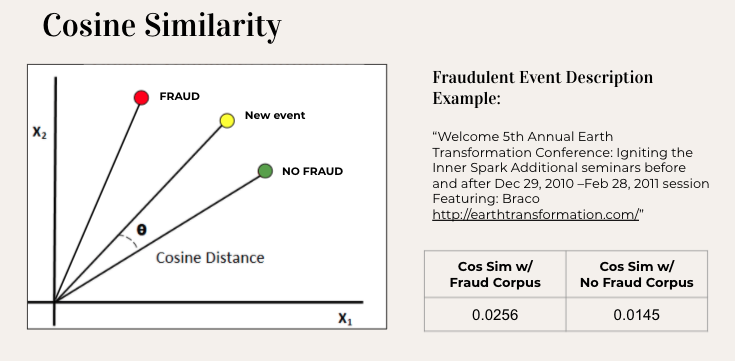 Cosine Similarity
X2
FRAUD
New event
NO FRAUD
θ
Cosine Distance
X1
Fraudulent Event Description
Example:
“Welcome 5th Annual Earth
Transformation Conference: Igniting the
Inner Spark Additional seminars before
and after Dec 29, 2010 –Feb 28, 2011 session
Featuring: Braco
http://earthtransformation.com/”
Cos Sim w/
Fraud Corpus
Cos Sim w/
No Fraud Corpus
0.0256
0.0145